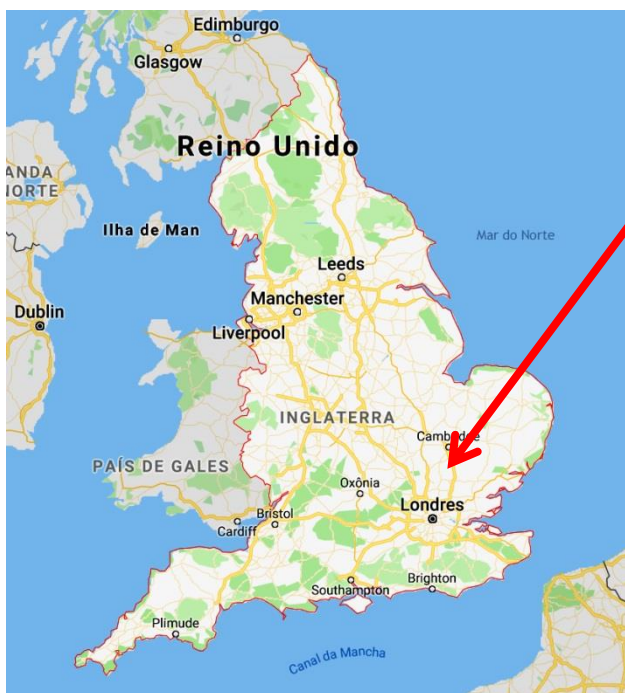 Edimburgo
Glasgow
Reino Unido
ANDA
NORTE
Ilha de Man
Mar do Norte
Leeds
Dublin
Manchester
Liverpool
INGLATERRA
Cambridge
PAÍS DE GALES
Oxônia
Londres
Bristol
Cardiff
Southampton
Brighton
Plimude
Canal da Mancha